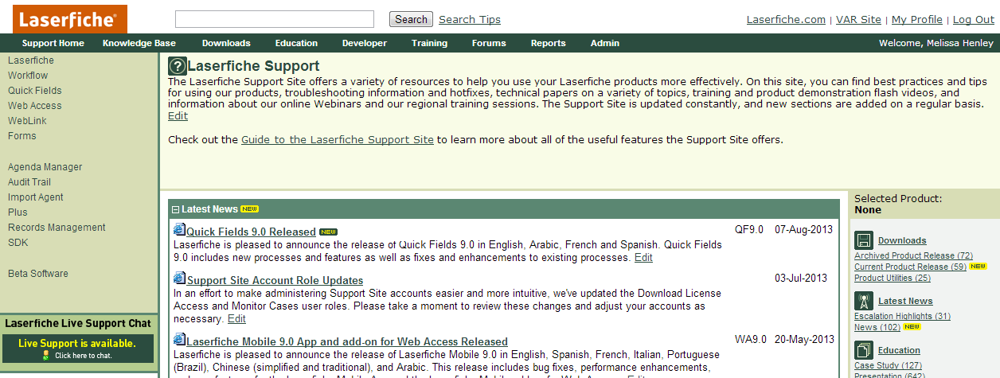 Laserfiche®
Search Search Tips
Laserfiche.com | VAR Site | My Profile | Log Out
Support Home Knowledge Base Downloads Education Developer Training Forums Reports Admin Welcome, Melissa Henley
Laserfiche
Workflow
Quick Fields
Web Access
WebLink
Forms
Agenda Manager
Audit Trail
Import Agent
Plus
Records Management
SDK
Beta Software
Laserfiche Live Support Chat
Live Support is available.
Click here to chat.
Laserfiche Support
The Laserfiche Support Site offers a variety of resources to help you use your Laserfiche products more effectively. On this site, you can find best practices and tips
for using our products, troubleshooting information and hotfixes, technical papers on a variety of topics, training and product demonstration flash videos, and
information about our online Webinars and our regional training sessions. The Support Site is updated constantly, and new sections are added on a regular basis.
Edit
Check out the Guide to the Laserfiche Support Site to learn more about all of the useful features the Support Site offers.
Latest News NEW
Quick Fields 9.0 Released NEW QF9.0 07-Aug-2013
Laserfiche is pleased to announce the release of Quick Fields 9.0 in English, Arabic, French and Spanish. Quick Fields
9.0 includes new processes and features as well as fixes and enhancements to existing processes. Edit
Support Site Account Role Updates 03-Jul-2013
In an effort to make administering Support Site accounts easier and more intuitive, we've updated the Download License
Access and Monitor Cases user roles. Please take a moment to review these changes and adjust your accounts as
necessary. Edit
Laserfiche Mobile 9.0 App and add-on for Web Access Released WA9.0 20-May-2013
Laserfiche is pleased to announce the release of Laserfiche Mobile 9.0 in English, Spanish, French, Italian, Portuguese
(Brazil), Chinese (simplified and traditional), and Arabic. This release includes bug fixes, performance enhancements,
Selected Product:
None
Downloads
Archived Product Release (72)
Current Product Release (59) NEW
Product Utilities (25)
Latest News
Escalation Highlights (31)
News (102) NEW
Education
Case Study (127)
Presentation (642)